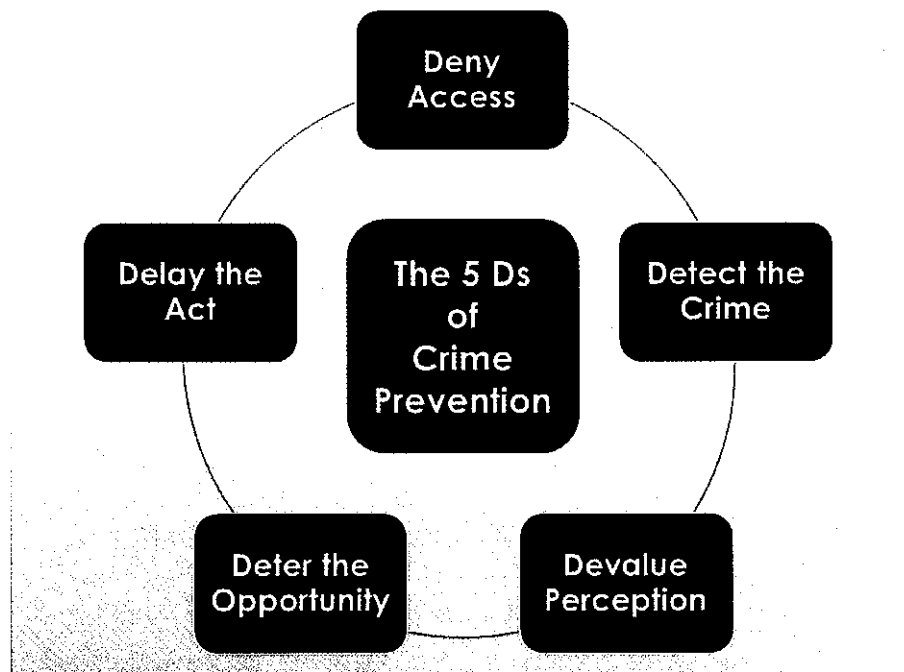 Deny
Access
Delay the
Act
The 5 Ds
of
Crime
Prevention
Detect the
Crime
Deter the
Opportunity
Devalue
Perception